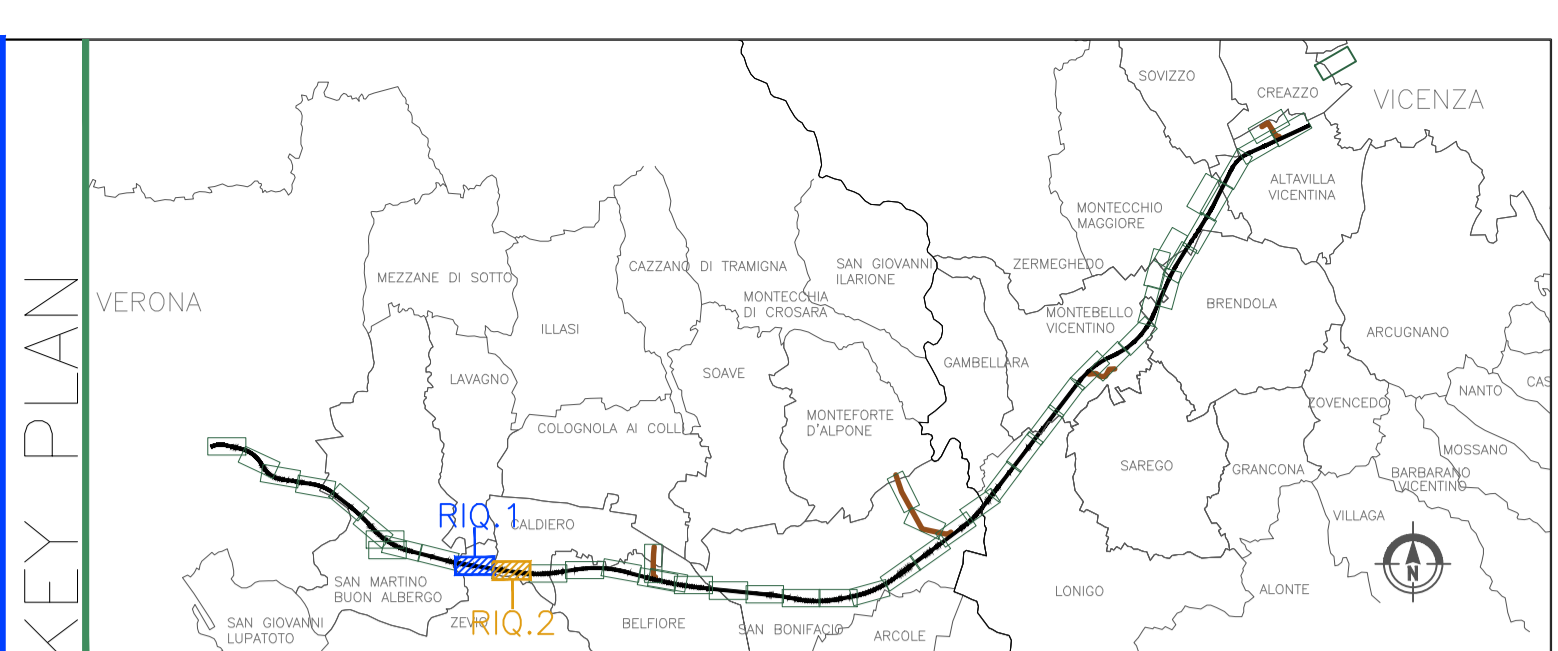 KEY PLAN
SOVIZZO
CREAZZO
VICENZA
ALTAVILLA
VICENTINA
MONTECCHIO
MAGGIORE
MEZZANE DI SOTTO
CAZZANO DI TRAMIGNA
SAN GIOVANNI
ILARIONE
ZERMEGHEDO
VERONA
MONTECCHIA
DI CROSARA
BRENDOLA
MONTEBELLO
VICENTINO
ILLASI
ARCUGNANO
GAMBELLARA
LAVAGNO
SOAVE
NANTO
CAS
ZOVENCEDO
MONTEFORTE
D'ALPONE
COLOGNOLA AI COLLI
MOSSANO
SAREGO
GRANCONA
BARBARANO
VICENTINO
RIQ.1
CALDIERO
VILLAGA
N
SAN MARTINO
BUON ALBERGO
LONIGO
ALONTE
SAN GIOVANNI
LUPATOTO
ZEVIO
RIQ.2
BELFIORE
SAN BONIFACIO
ARCOLE